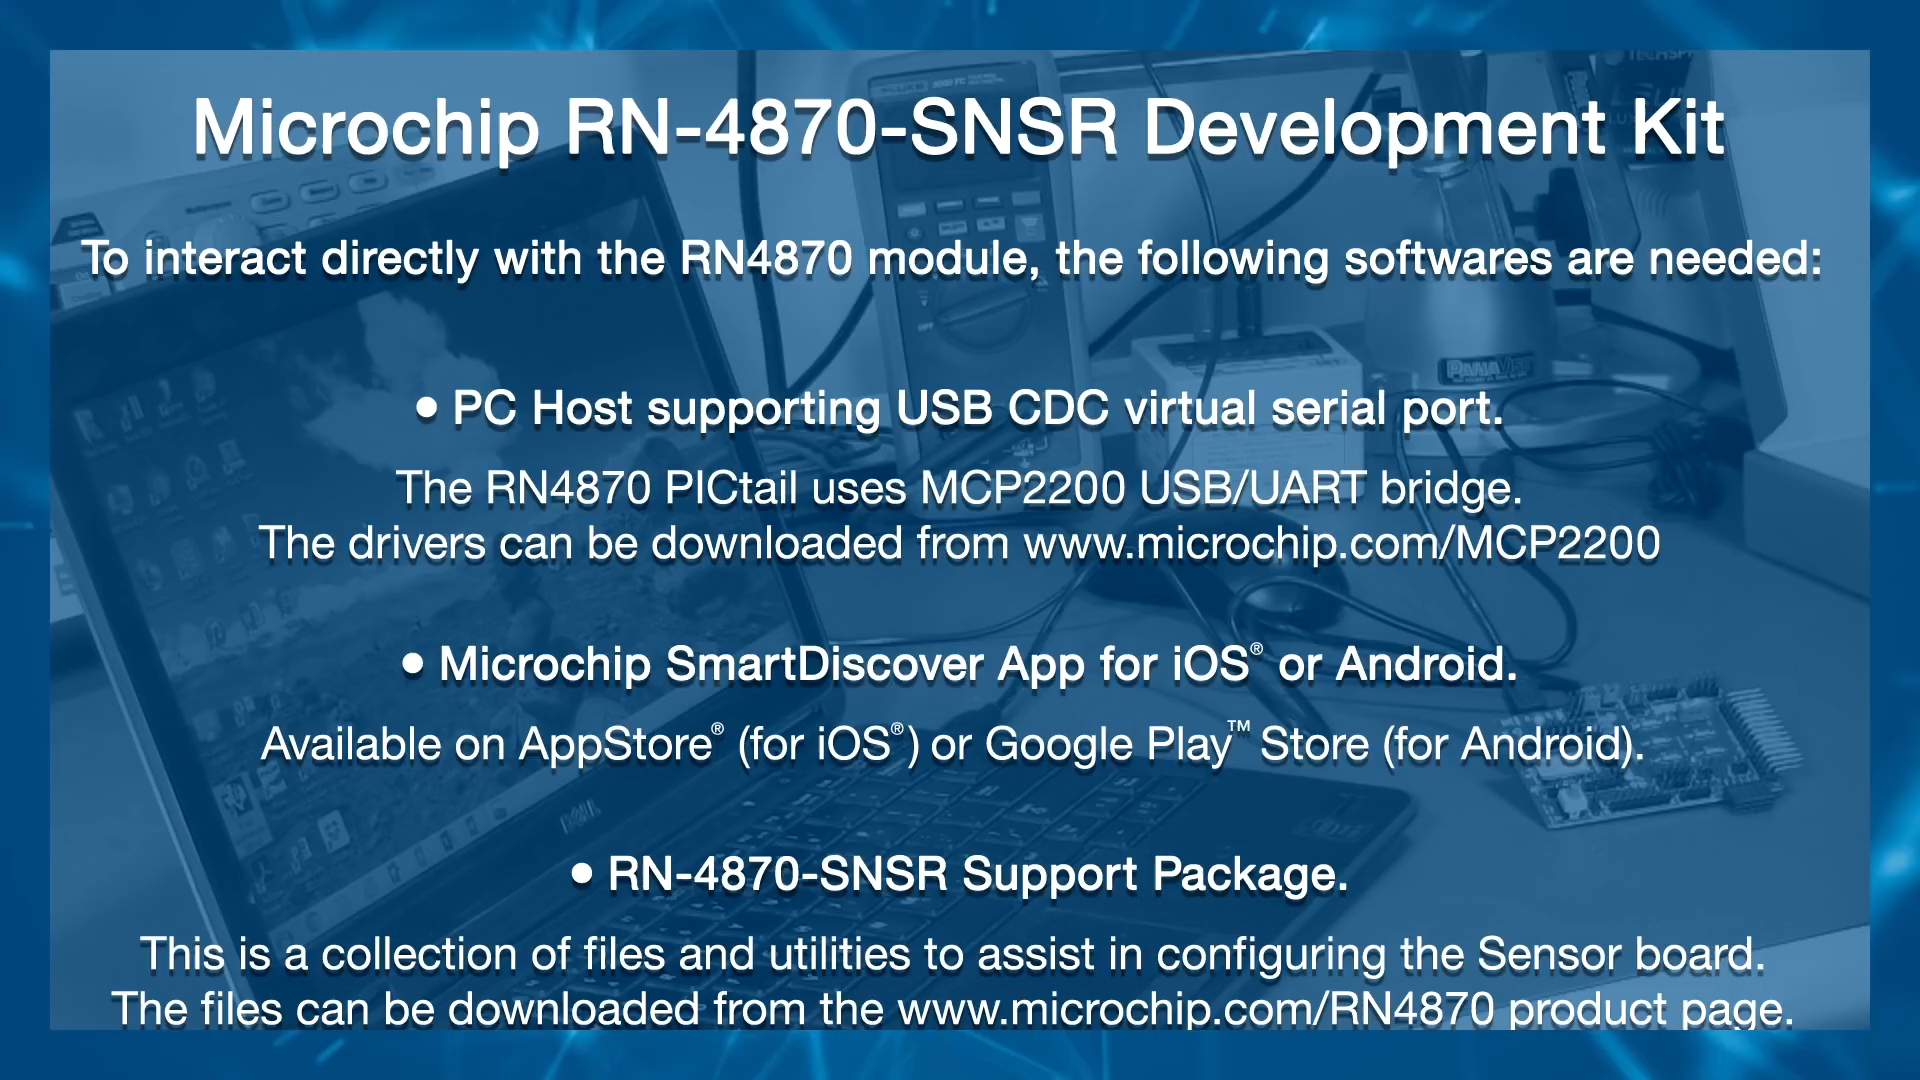 Microchip RN-4870-SNSR Development Kit
To interact directly with the RN4870 module, the following softwares are needed:
• PC Host supporting USB CDC virtual serial port.
The RN4870 PICtail uses MCP2200 USB/UART bridge.
The drivers can be downloaded from www.microchip.com/MCP2200
• Microchip SmartDiscover App for iOS® or Android.
Available on AppStore® (for iOS®) or Google Play™ Store (for Android).
• RN-4870-SNSR Support Package.
This is a collection of files and utilities to assist in configuring the Sensor board.
The files can be downloaded from the www.microchip.com/RN4870 product page.